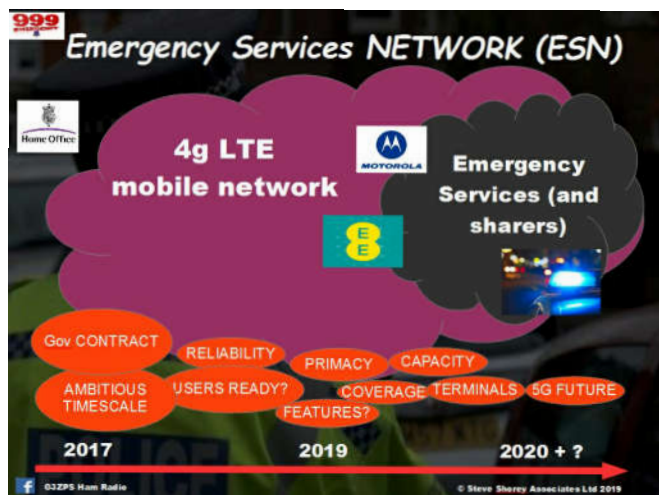 999
EMERGENCY
Emergency Services NETWORK (ESN)
Home Office
4g LTE
mobile network
MOTOROLA
Emergency
Services (and
sharers)
E
E
Gov CONTRACT
RELIABILITY
PRIMACY
CAPACITY
AMBITIOUS
TIMESCALE
USERS READY?
COVERAGE
TERMINALS
5G FUTURE
FEATURES?
POLICE
2017
2019
2020 + ?
f
G3ZPS Ham Radio
© Steve Shorey Associates Ltd 2019